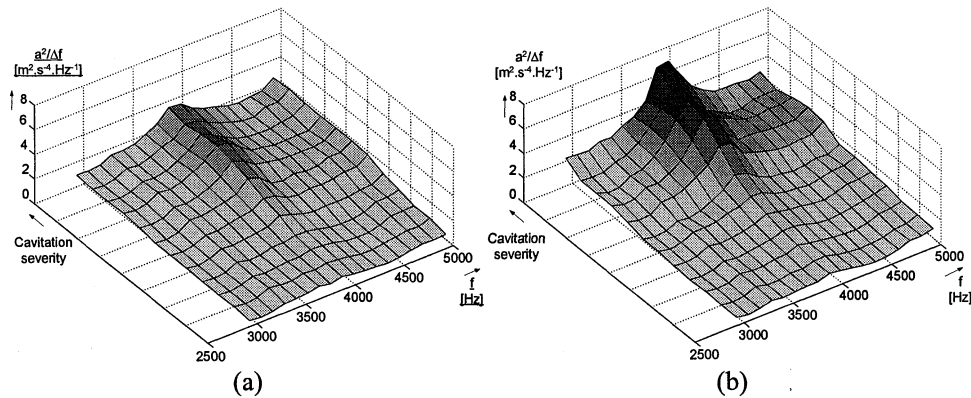 a²/Δf
[m².s⁻⁴.Hz⁻¹]
8
6
4
2
0
Cavitation
severity
2500
3000
3500
4000
4500
5000
f
[Hz]
(a)
a²/Δf
[m².s⁻⁴.Hz⁻¹]
8
6
4
2
0
Cavitation
severity
2500
3000
3500
4000
4500
5000
f
[Hz]
(b)